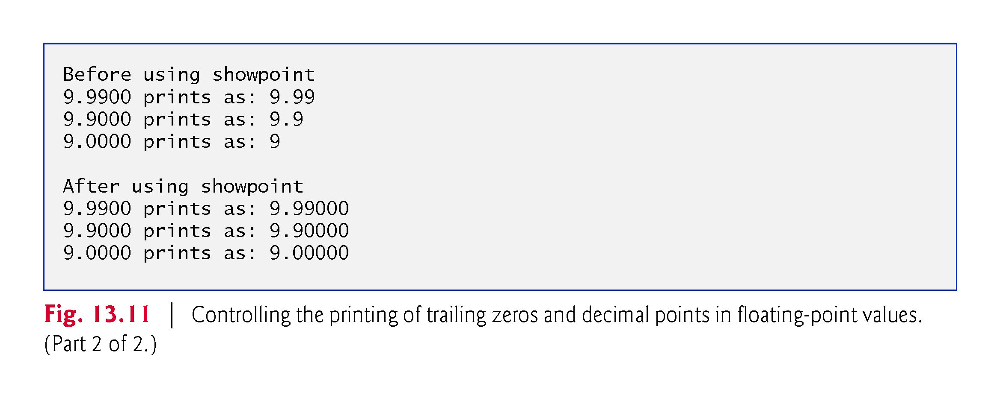 Before using showpoint
9.9900 prints as: 9.99
9.9000 prints as: 9.9
9.0000 prints as: 9
After using showpoint
9.9900 prints as: 9.99000
9.9000 prints as: 9.90000
9.0000 prints as: 9.00000
Fig. 13.11 | Controlling the printing of trailing zeros and decimal points in floating-point values.
(Part 2 of 2.)